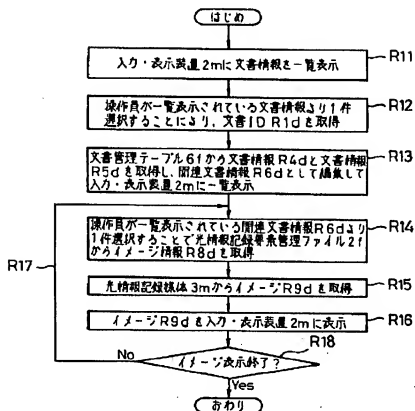 はじめ
入力・表示装置2mに文書情報を一覧表示
R11
操作員が一覧表示されている文書情報より1件
選択することにより、文書ID R1dを取得
R12
文書管理テーブル6fから文書情報R4dと文書情報
R5dを取得し、関連文書情報R6dとして編集して
入力・表示装置2mに一覧表示
R13
操作員が一覧表示されている関連文書情報R6dより
1件選択することで光情報記録要素管理ファイル2f
からイメージ情報R8dを取得
R14
R17
光情報記録媒体3mからイメージR9dを取得
R15
イメージR9dを入力・表示装置2mに表示
R16
R18
No
イメージ表示終了?
Yes
おわり